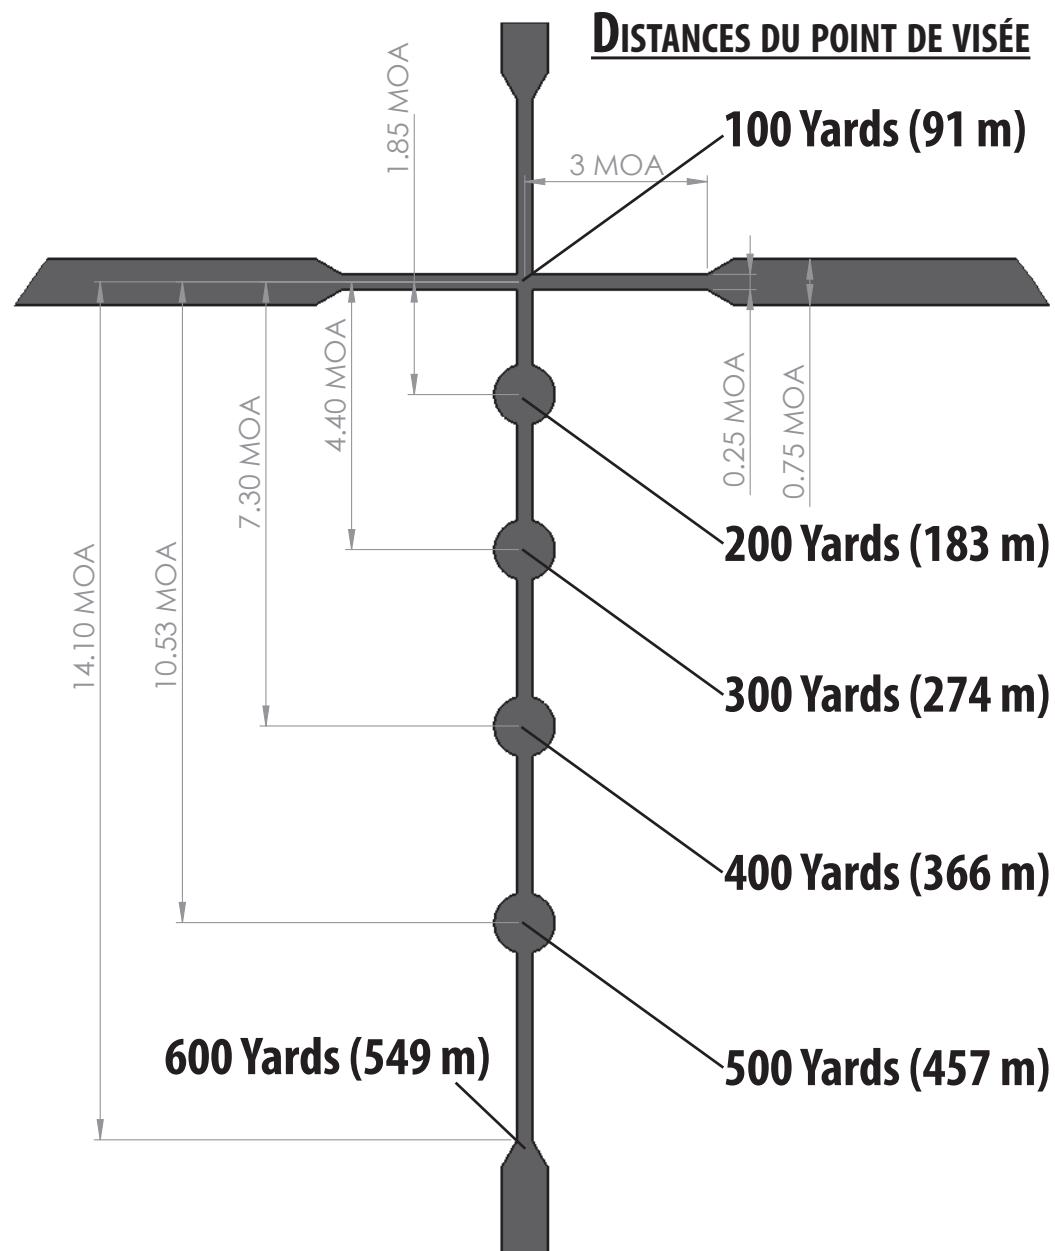 DISTANCES DU POINT DE VISÉE
100 Yards (91 m)
1.85 MOA
3 MOA
4.40 MOA
0.25 MOA
0.75 MOA
7.30 MOA
200 Yards (183 m)
14.10 MOA
10.53 MOA
300 Yards (274 m)
400 Yards (366 m)
600 Yards (549 m)
500 Yards (457 m)